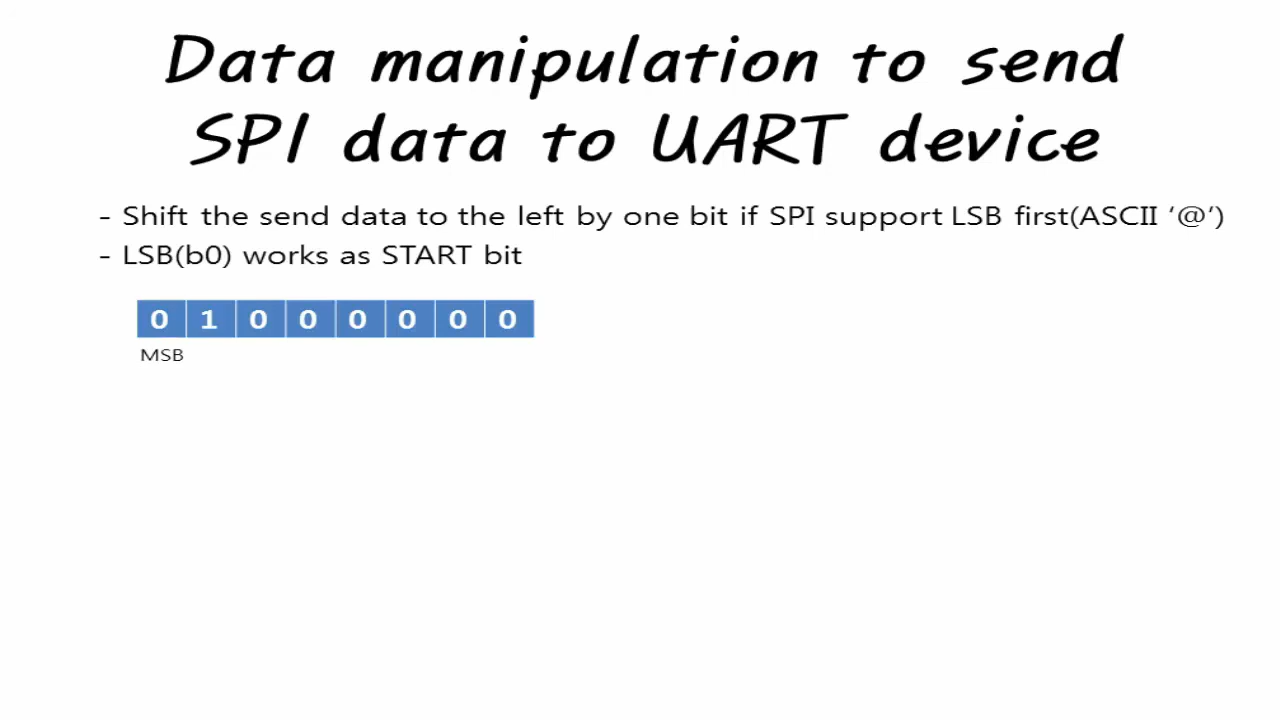 Data manipulation to send
SPI data to UART device
- Shift the send data to the left by one bit if SPI support LSB first(ASCII ‘@’)
- LSB(b0) works as START bit
0 1 0 0 0 0 0 0
MSB